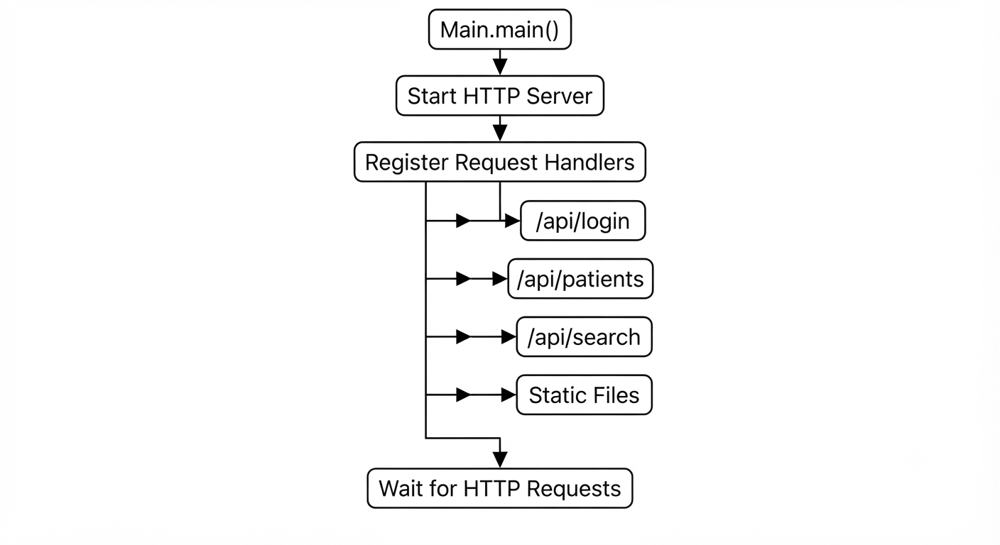 Main.main()
Start HTTP Server
Register Request Handlers
/api/login
/api/patients
/api/search
Static Files
Wait for HTTP Requests